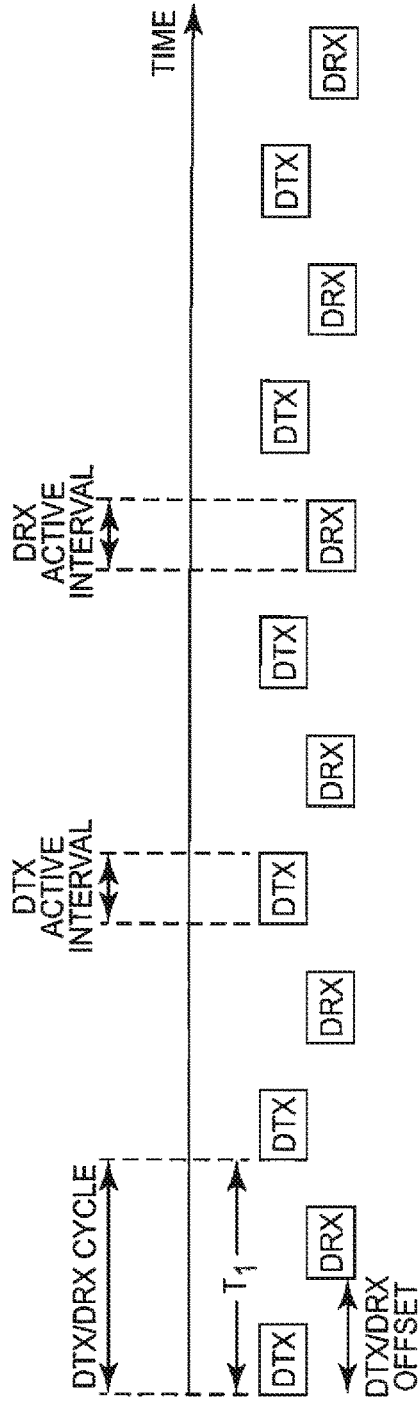 DTX/DRX CYCLE
DTX
ACTIVE
INTERVAL
DRX
ACTIVE
INTERVAL
TIME
T1
DTX DTX DTX DTX DTX DTX
DRX DRX DRX DRX DRX DRX
DTX/DRX
OFFSET